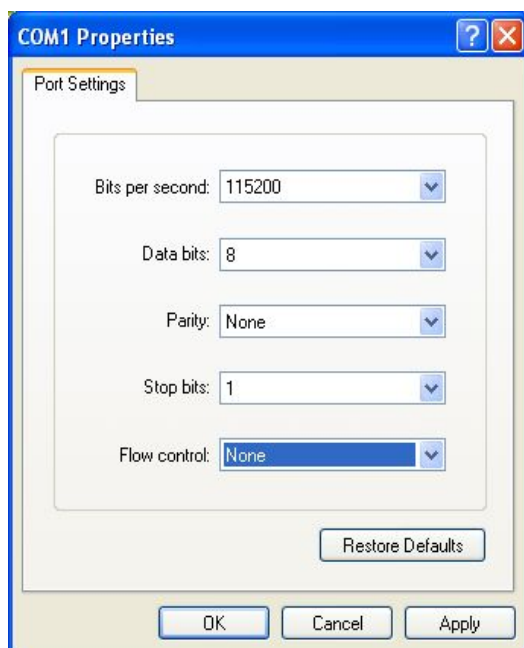 COM1 Properties
Port Settings
Bits per second: 115200
Data bits: 8
Parity: None
Stop bits: 1
Flow control: None
Restore Defaults
OK Cancel Apply